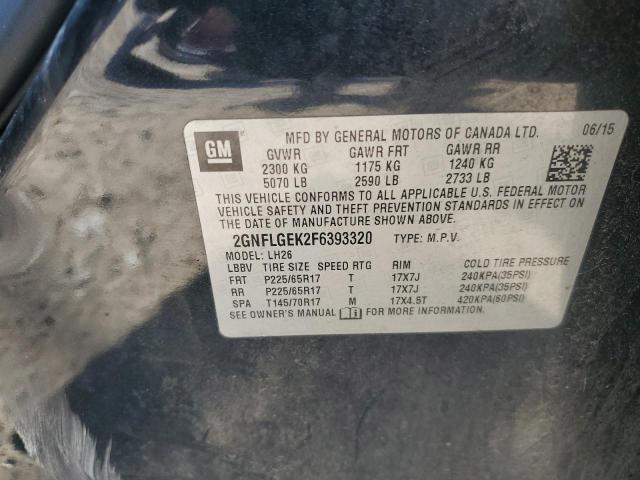 GM
MFD BY GENERAL MOTORS OF CANADA LTD. 06/15
GVWR GAWR FRT GAWR RR
2300 KG 1175 KG 1240 KG
5070 LB 2590 LB 2733 LB
THIS VEHICLE CONFORMS TO ALL APPLICABLE U.S. FEDERAL MOTOR
VEHICLE SAFETY AND THEFT PREVENTION STANDARDS IN EFFECT ON
THE DATE OF MANUFACTURE SHOWN ABOVE.
2GNFLGEK2F6393320 TYPE: M.P.V.
MODEL: LH26
LBBV TIRE SIZE SPEED RTG RIM COLD TIRE PRESSURE
FRT P225/65R17 T 17X7J 240KPA(35PSI)
RR P225/65R17 T 17X7J 240KPA(35PSI)
SPA T145/70R17 M 17X4.5T 420KPA(60PSI)
SEE OWNER'S MANUAL FOR MORE INFORMATION.